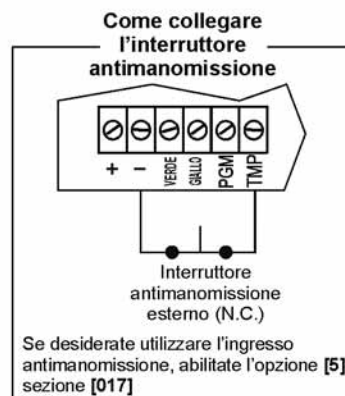 Come collegare
l'interruttore
antimanomissione
+ − VERDE GIALLO PGM TMP
Interruttore
antimanomissione
esterno (N.C.)
Se desiderate utilizzare l'ingresso
antimanomissione, abilitate l'opzione [5]
sezione [017]